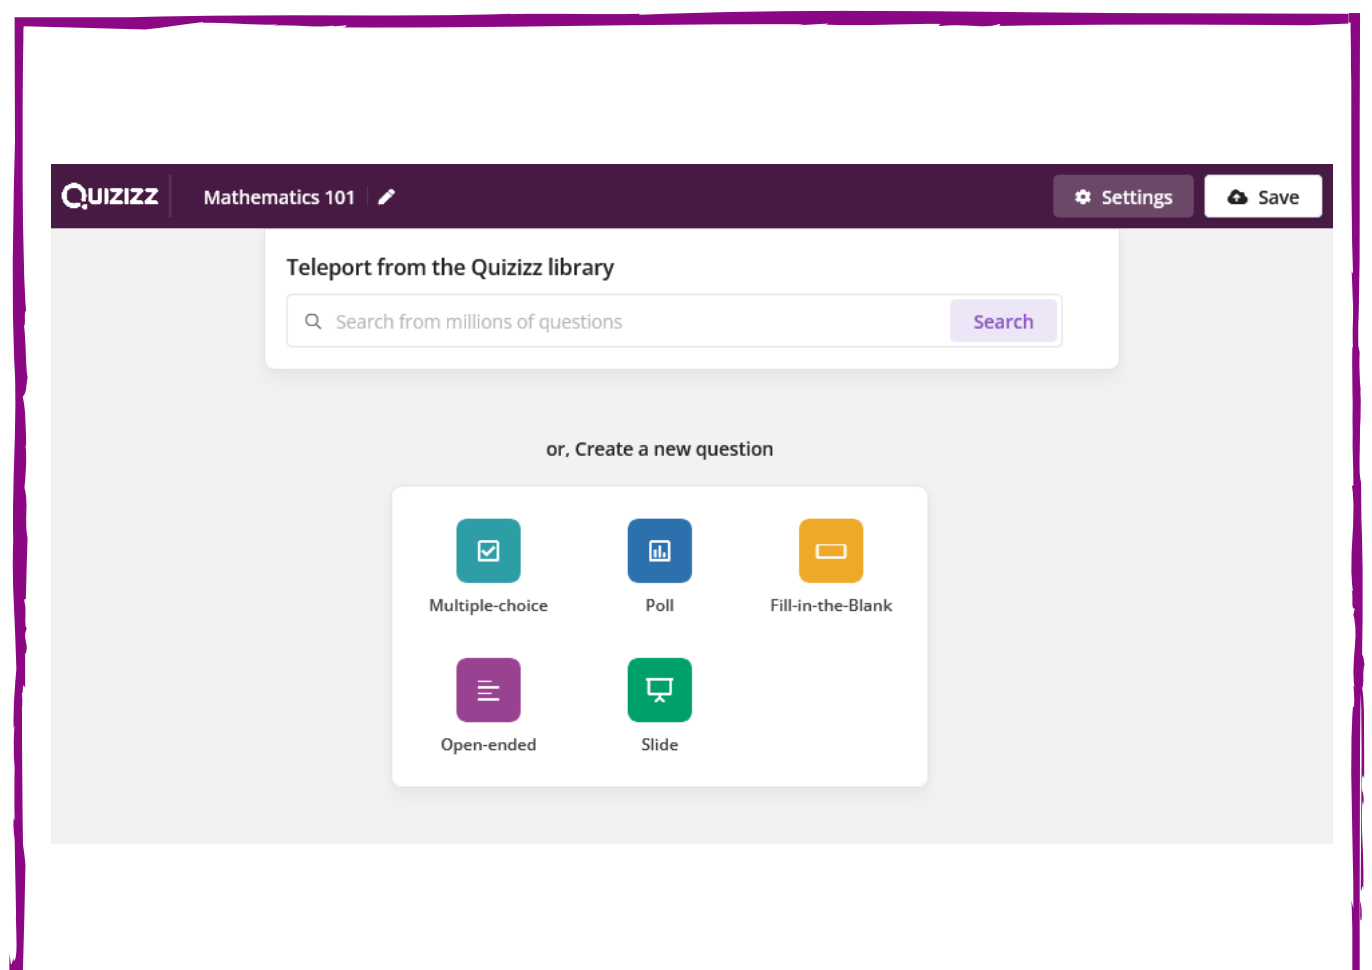 QUIZIZZ
Mathematics 101
Settings
Save
Teleport from the Quizizz library
Search from millions of questions
Search
or, Create a new question
Multiple-choice
Poll
Fill-in-the-Blank
Open-ended
Slide